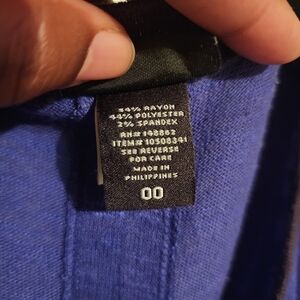 54% RAYON
44% POLYESTER
2% SPANDEX
RN# 148862
ITEM# 10508341
SEE REVERSE
FOR CARE
MADE IN
PHILIPPINES
00